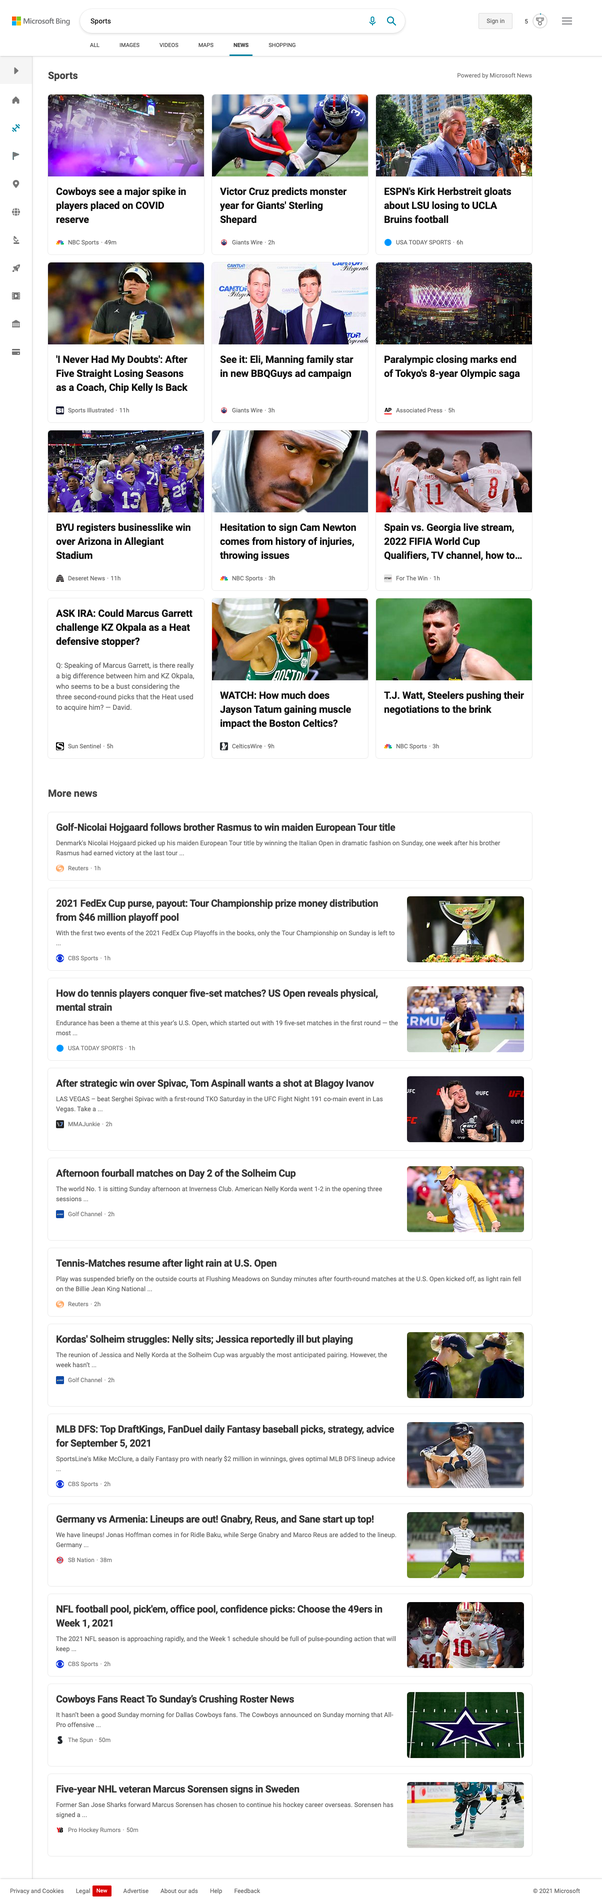 Microsoft Bing
Sports
Sign in
5
ALL IMAGES VIDEOS MAPS NEWS SHOPPING
Sports
Powered by Microsoft News
Cowboys see a major spike in
players placed on COVID
reserve
NBC Sports · 49m
Victor Cruz predicts monster
year for Giants' Sterling
Shepard
Giants Wire · 2h
ESPN's Kirk Herbstreit gloats
about LSU losing to UCLA
Bruins football
USA TODAY SPORTS · 6h
'I Never Had My Doubts': After
Five Straight Losing Seasons
as a Coach, Chip Kelly Is Back
Sports Illustrated · 11h
See it: Eli, Manning family star
in new BBQGuys ad campaign
Giants Wire · 3h
Paralympic closing marks end
of Tokyo's 8-year Olympic saga
AP Associated Press · 5h
BYU registers businesslike win
over Arizona in Allegiant
Stadium
Deseret News · 11h
Hesitation to sign Cam Newton
comes from history of injuries,
throwing issues
NBC Sports · 3h
Spain vs. Georgia live stream,
2022 FIFIA World Cup
Qualifiers, TV channel, how to...
For The Win · 1h
ASK IRA: Could Marcus Garrett
challenge KZ Okpala as a Heat
defensive stopper?
Q: Speaking of Marcus Garrett, is there really
a big difference between him and KZ Okpala,
who seems to be a bust considering the
three second-round picks that the Heat used
to acquire him? — David.
Sun Sentinel · 5h
WATCH: How much does
Jayson Tatum gaining muscle
impact the Boston Celtics?
CelticsWire · 9h
T.J. Watt, Steelers pushing their
negotiations to the brink
NBC Sports · 3h
More news
Golf-Nicolai Hojgaard follows brother Rasmus to win maiden European Tour title
Denmark's Nicolai Hojgaard picked up his maiden European Tour title by winning the Italian Open in dramatic fashion on Sunday, one week after his brother
Rasmus had earned victory at the last tour ...
Reuters · 1h
2021 FedEx Cup purse, payout: Tour Championship prize money distribution
from $46 million playoff pool
With the first two events of the 2021 FedEx Cup Playoffs in the books, only the Tour Championship on Sunday is left to
...
CBS Sports · 1h
How do tennis players conquer five-set matches? US Open reveals physical,
mental strain
Endurance has been a theme at this year's U.S. Open, which started out with 19 five-set matches in the first round — the
most ...
USA TODAY SPORTS · 1h
After strategic win over Spivac, Tom Aspinall wants a shot at Blagoy Ivanov
LAS VEGAS – beat Serghei Spivac with a first-round TKO Saturday in the UFC Fight Night 191 co-main event in Las
Vegas. Take a ...
MMAJunkie · 2h
Afternoon fourball matches on Day 2 of the Solheim Cup
The world No. 1 is sitting Sunday afternoon at Inverness Club. American Nelly Korda went 1-2 in the opening three
sessions ...
Golf Channel · 2h
Tennis-Matches resume after light rain at U.S. Open
Play was suspended briefly on the outside courts at Flushing Meadows on Sunday minutes after fourth-round matches at the U.S. Open kicked off, as light rain fell
on the Billie Jean King National ...
Reuters · 2h
Kordas' Solheim struggles: Nelly sits; Jessica reportedly ill but playing
The reunion of Jessica and Nelly Korda at the Solheim Cup was arguably the most anticipated pairing. However, the
week hasn't ...
Golf Channel · 2h
MLB DFS: Top DraftKings, FanDuel daily Fantasy baseball picks, strategy, advice
for September 5, 2021
SportsLine's Mike McClure, a daily Fantasy pro with nearly $2 million in winnings, gives optimal MLB DFS lineup advice
...
CBS Sports · 2h
Germany vs Armenia: Lineups are out! Gnabry, Reus, and Sane start up top!
We have lineups! Jonas Hoffman comes in for Ridle Baku, while Serge Gnabry and Marco Reus are added to the lineup.
Germany ...
SB Nation · 38m
NFL football pool, pick'em, office pool, confidence picks: Choose the 49ers in
Week 1, 2021
The 2021 NFL season is approaching rapidly, and the Week 1 schedule should be full of pulse-pounding action that will
keep ...
CBS Sports · 2h
Cowboys Fans React To Sunday's Crushing Roster News
It hasn't been a good Sunday morning for Dallas Cowboys fans. The Cowboys announced on Sunday morning that All-
Pro offensive ...
The Spun · 50m
Five-year NHL veteran Marcus Sorensen signs in Sweden
Former San Jose Sharks forward Marcus Sorensen has chosen to continue his hockey career overseas. Sorensen has
signed a ...
Pro Hockey Rumors · 50m
Privacy and Cookies Legal New Advertise About our ads Help Feedback
© 2021 Microsoft